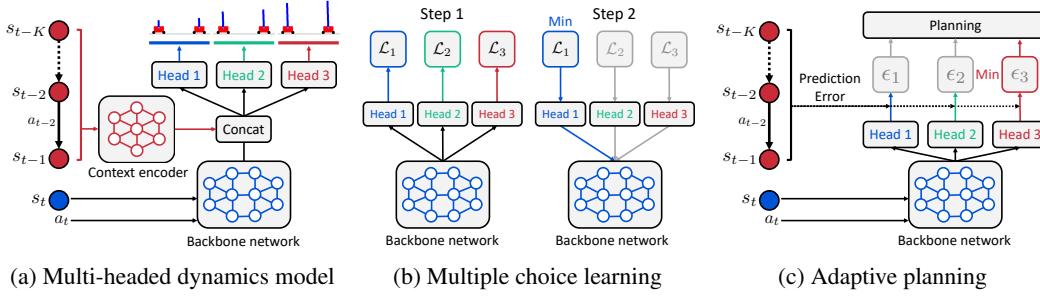 s_{t-K}
s_{t-2}
a_{t-2}
s_{t-1}
s_t
a_t
Head 1 Head 2 Head 3
Concat
Context encoder
Backbone network
(a) Multi-headed dynamics model
Step 1 Step 2
Min
ℒ_1 ℒ_2 ℒ_3 ℒ_1 ℒ_2 ℒ_3
Head 1 Head 2 Head 3 Head 1 Head 2 Head 3
Backbone network Backbone network
(b) Multiple choice learning
s_{t-K}
s_{t-2}
a_{t-2}
s_{t-1}
s_t
a_t
Planning
ϵ_1 ϵ_2 Min ϵ_3
Prediction
Error
Head 1 Head 2 Head 3
Backbone network
(c) Adaptive planning